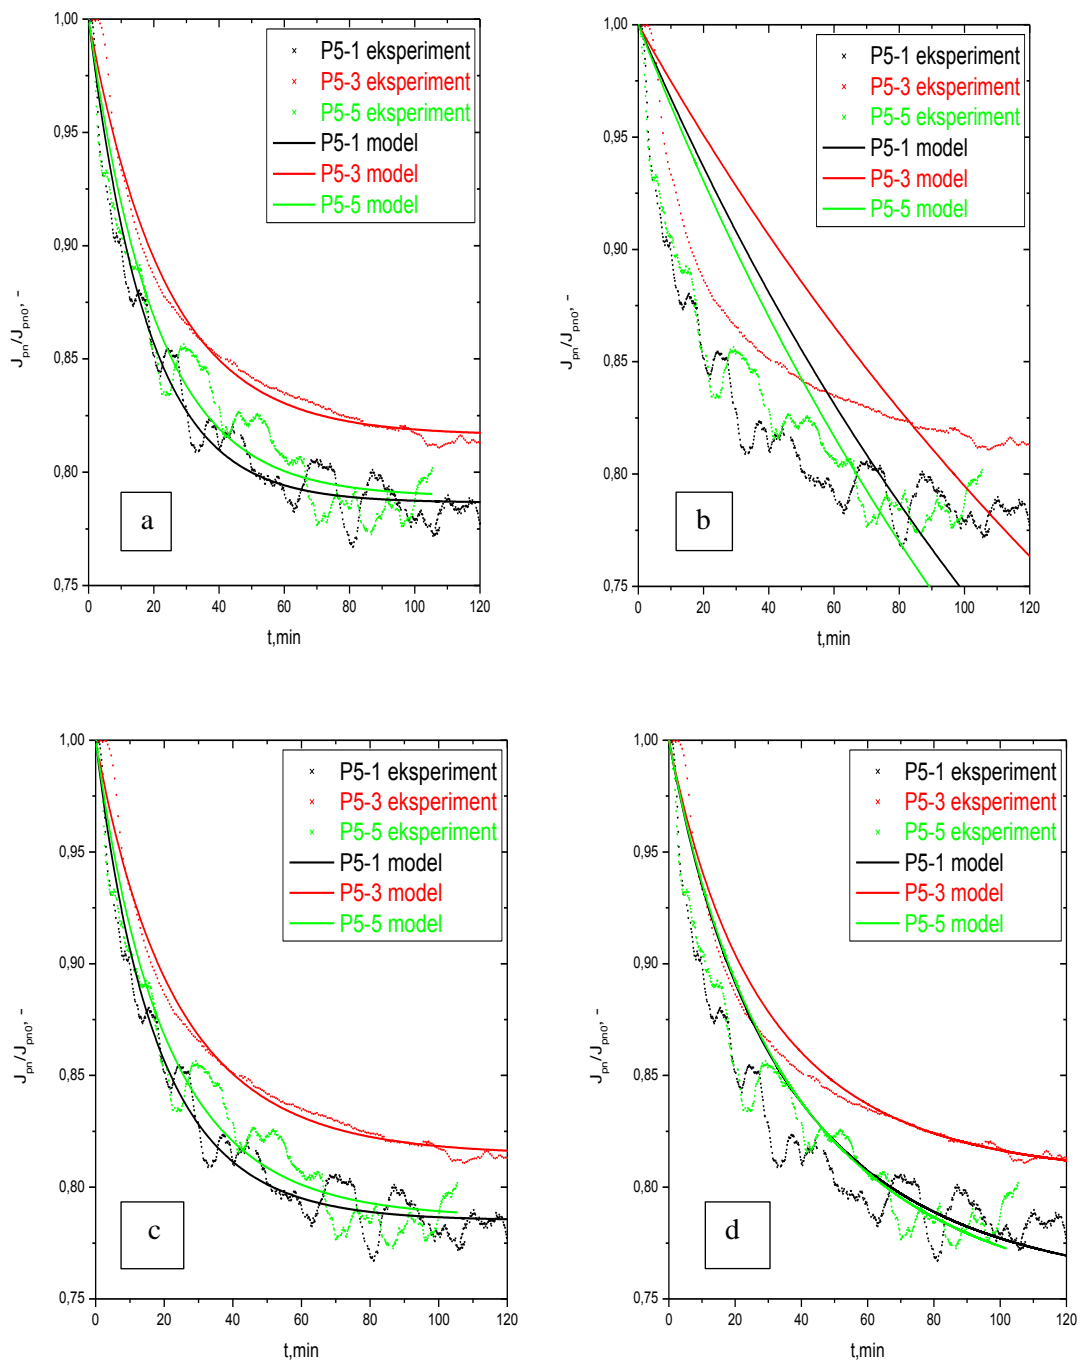 1,00
0,95
0,90
0,85
0,80
0,75
Jpn/Jpn0, -
P5-1 eksperiment
P5-3 eksperiment
P5-5 eksperiment
P5-1 model
P5-3 model
P5-5 model
a
0 20 40 60 80 100 120
t,min
1,00
0,95
0,90
0,85
0,80
0,75
Jpn/Jpn0, -
P5-1 eksperiment
P5-3 eksperiment
P5-5 eksperiment
P5-1 model
P5-3 model
P5-5 model
b
0 20 40 60 80 100 120
t,min
1,00
0,95
0,90
0,85
0,80
0,75
Jpn/Jpn0, -
P5-1 eksperiment
P5-3 eksperiment
P5-5 eksperiment
P5-1 model
P5-3 model
P5-5 model
c
0 20 40 60 80 100 120
t,min
1,00
0,95
0,90
0,85
0,80
0,75
Jpn/Jpn0, -
P5-1 eksperiment
P5-3 eksperiment
P5-5 eksperiment
P5-1 model
P5-3 model
P5-5 model
d
0 20 40 60 80 100 120
t,min